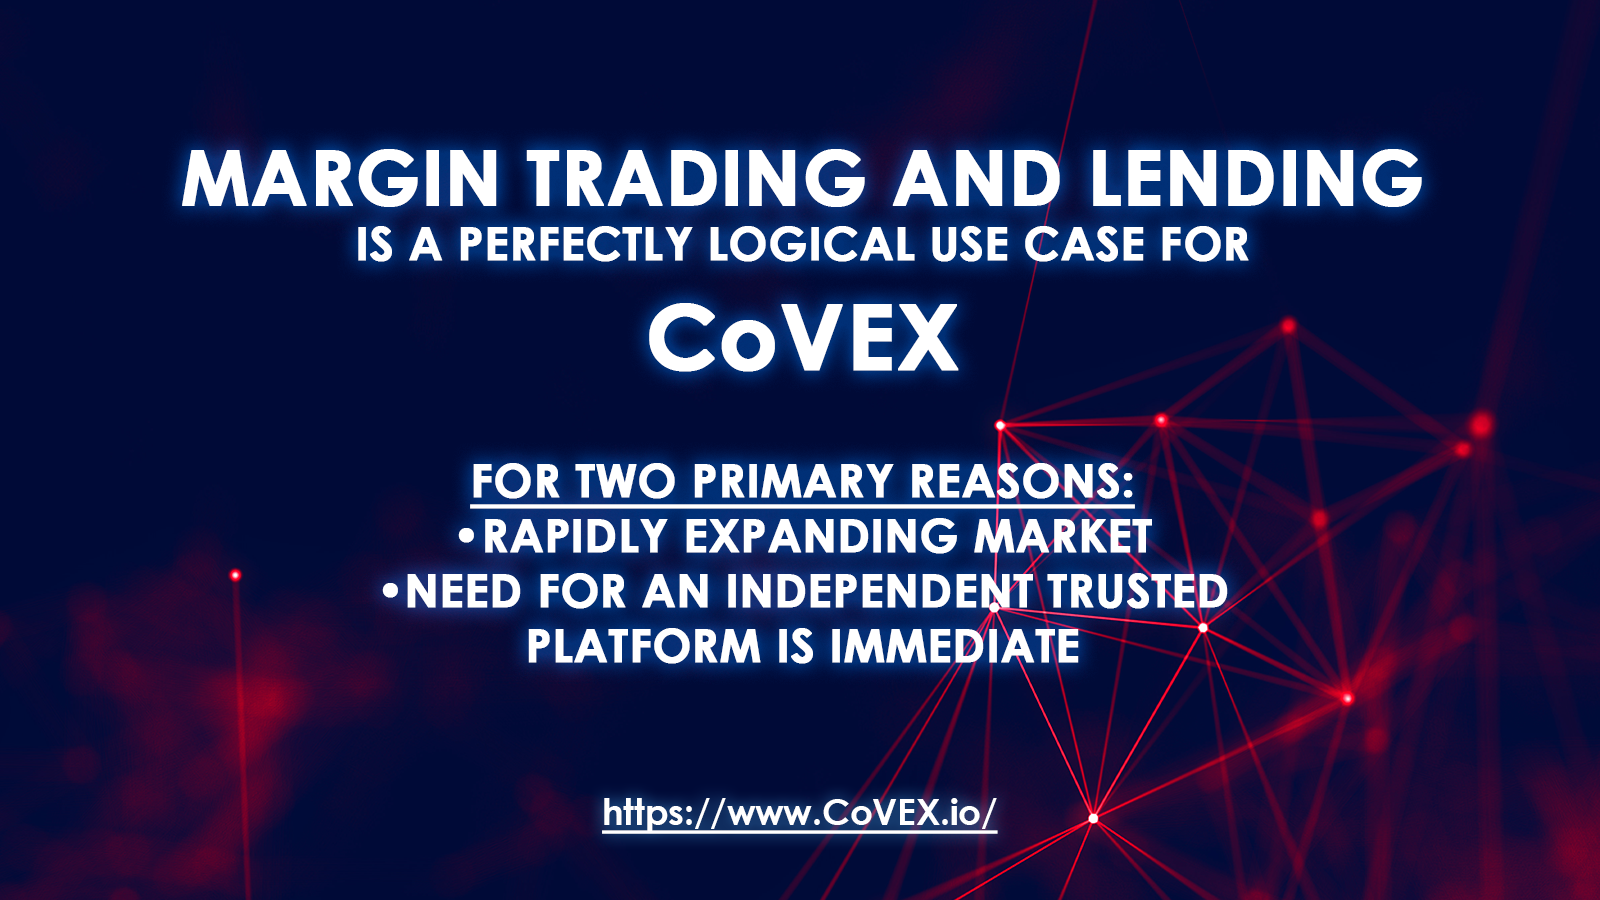 MARGIN TRADING AND LENDING
IS A PERFECTLY LOGICAL USE CASE FOR
CoVEX
FOR TWO PRIMARY REASONS:
•RAPIDLY EXPANDING MARKET
•NEED FOR AN INDEPENDENT TRUSTED
PLATFORM IS IMMEDIATE
https://www.CoVEX.io/